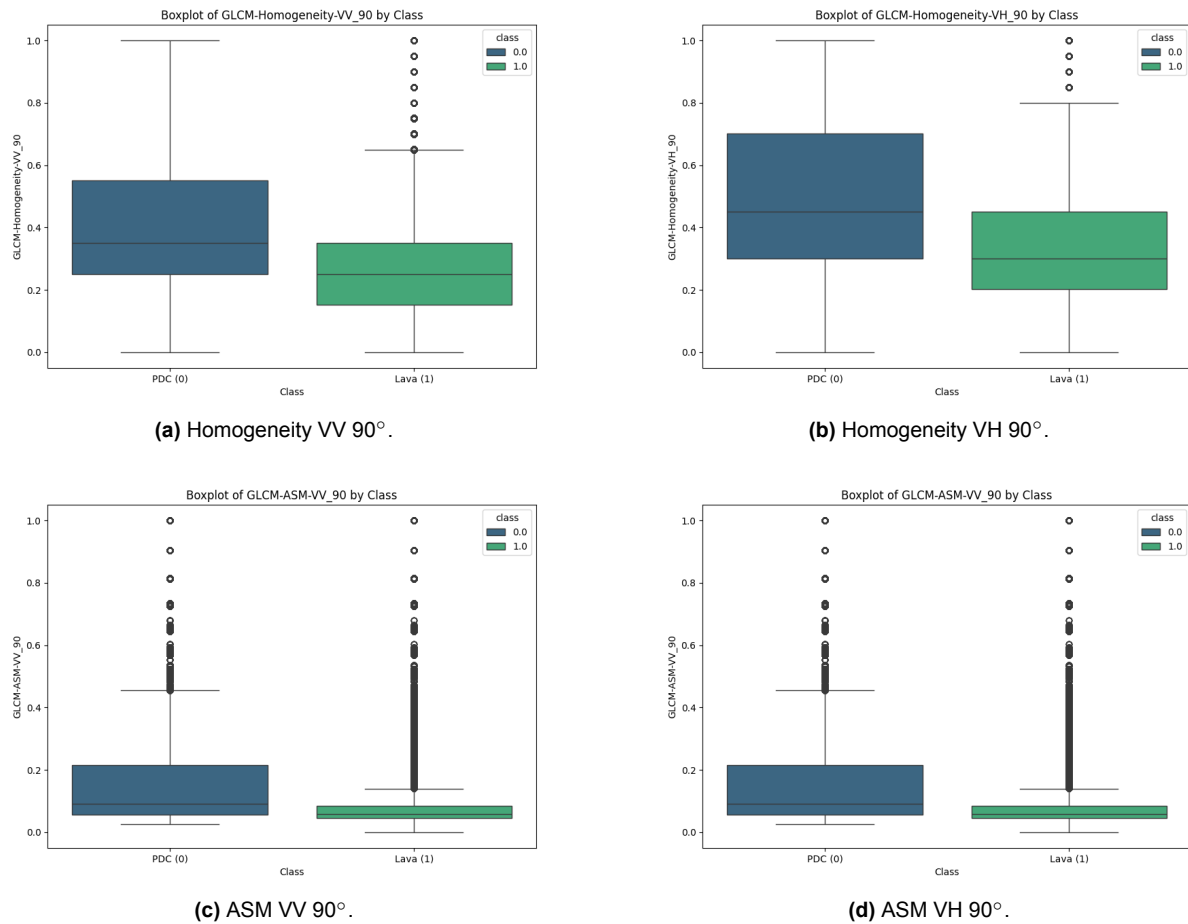 Boxplot of GLCM-Homogeneity-VV_90 by Class
class
0.0
1.0
1.0
0.8
0.6
0.4
0.2
0.0
GLCM-Homogeneity-VV_90
PDC (0) Lava (1)
Class
(a) Homogeneity VV 90°.
Boxplot of GLCM-Homogeneity-VH_90 by Class
class
0.0
1.0
1.0
0.8
0.6
0.4
0.2
0.0
GLCM-Homogeneity-VH_90
PDC (0) Lava (1)
Class
(b) Homogeneity VH 90°.
Boxplot of GLCM-ASM-VV_90 by Class
class
0.0
1.0
1.0
0.8
0.6
0.4
0.2
0.0
GLCM-ASM-VV_90
PDC (0) Lava (1)
Class
(c) ASM VV 90°.
Boxplot of GLCM-ASM-VV_90 by Class
class
0.0
1.0
1.0
0.8
0.6
0.4
0.2
0.0
GLCM-ASM-VV_90
PDC (0) Lava (1)
Class
(d) ASM VH 90°.